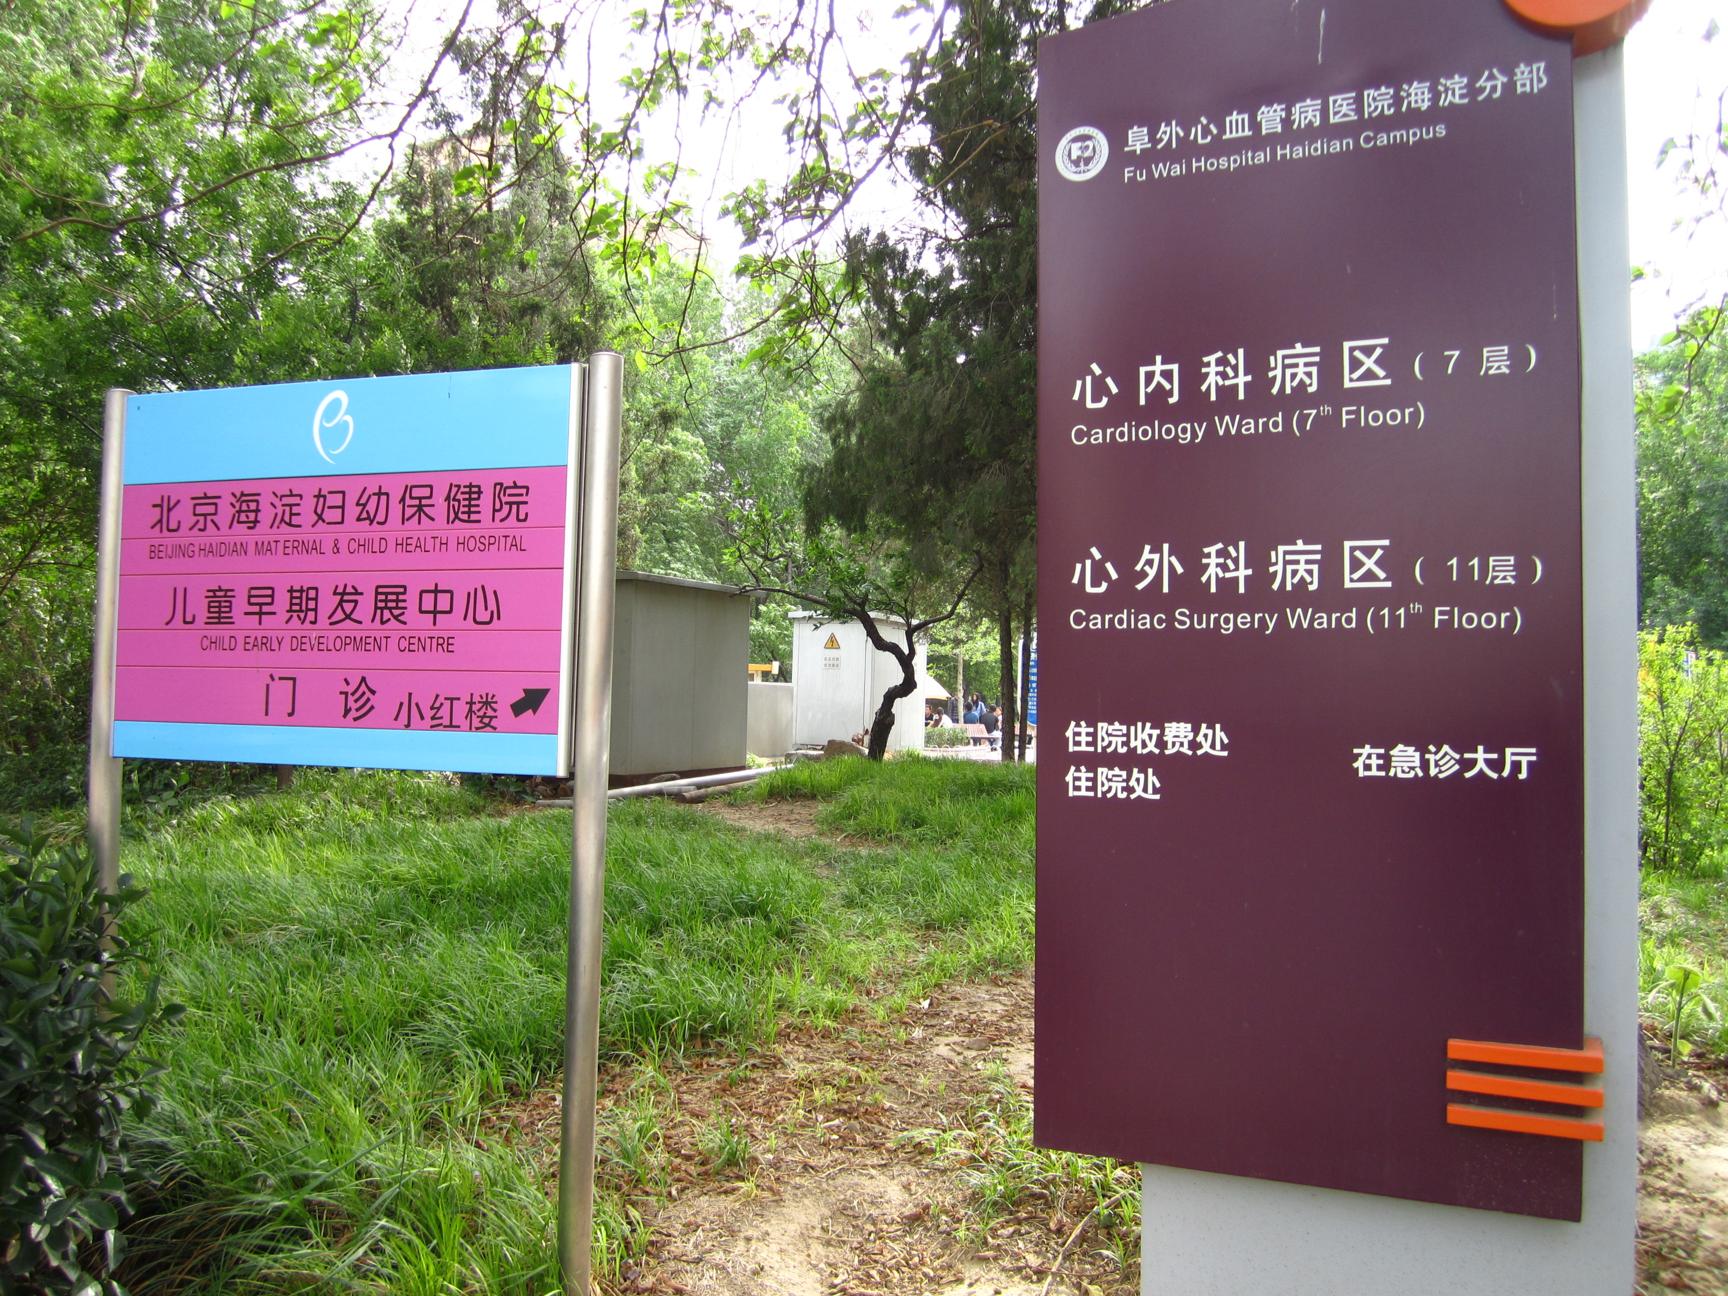 北京海淀妇幼保健院
BEIJING HAIDIAN MATERNAL & CHILD HEALTH HOSPITAL
儿童早期发展中心
CHILD EARLY DEVELOPMENT CENTRE
门 诊 小红楼
阜外心血管病医院海淀分部
Fu Wai Hospital Haidian Campus
心内科病区（7 层）
Cardiology Ward (7th Floor)
心外科病区（11层）
Cardiac Surgery Ward (11th Floor)
住院收费处 在急诊大厅
住院处